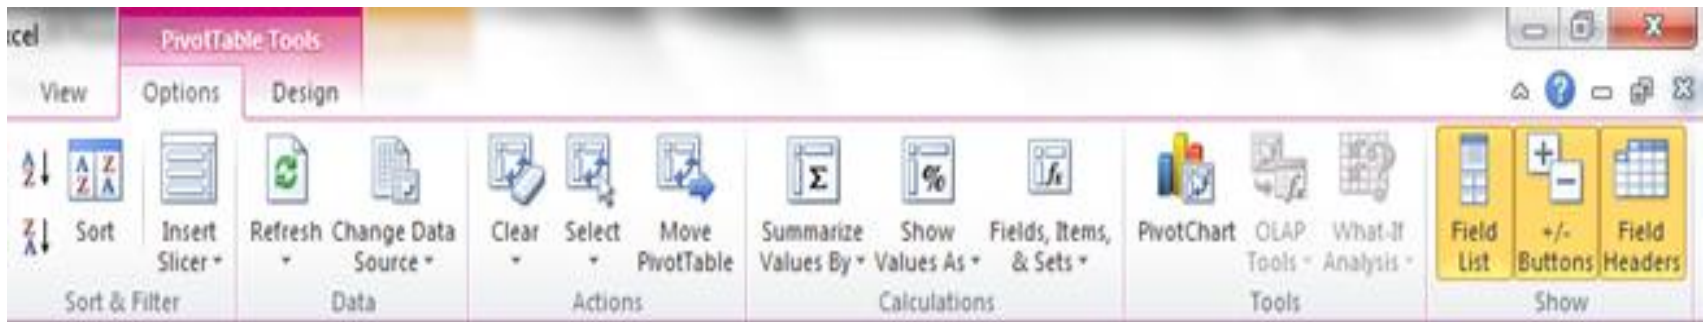 xcel
PivotTable Tools
View Options Design
Sort
Insert
Slicer
Refresh
Change Data
Source
Clear
Select
Move
PivotTable
Summarize
Values By
Show
Values As
Fields, Items,
& Sets
PivotChart
OLAP
Tools
What-If
Analysis
Field
List
+/-
Buttons
Field
Headers
Sort & Filter
Data
Actions
Calculations
Tools
Show